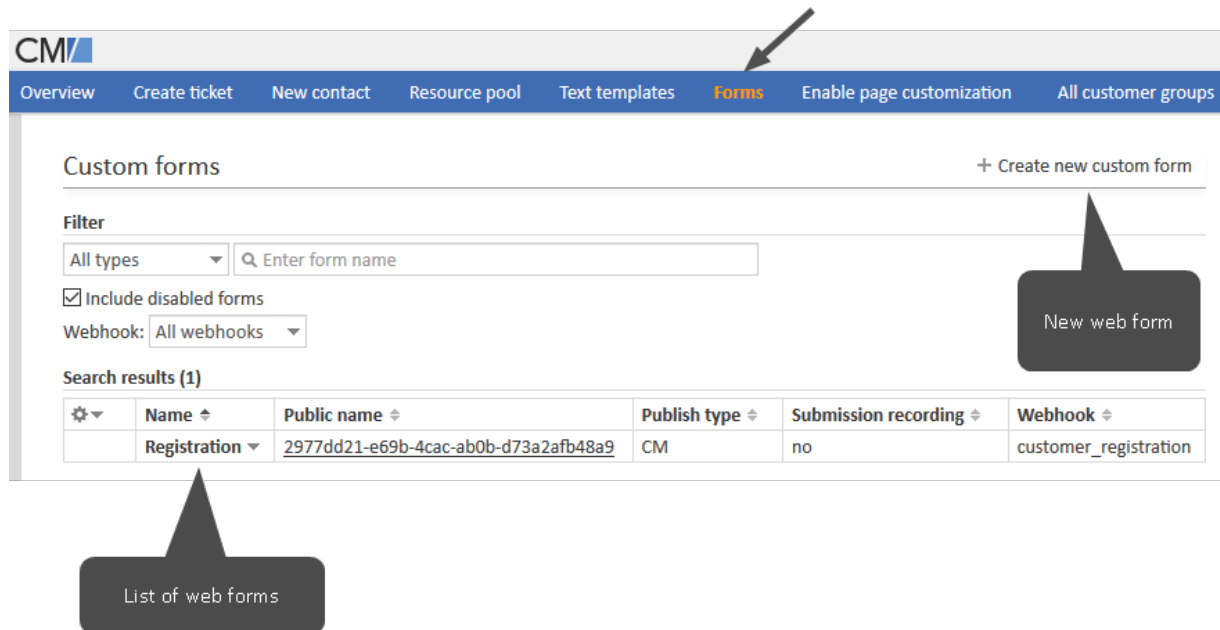 CM/
Overview Create ticket New contact Resource pool Text templates Forms Enable page customization All customer groups
Custom forms + Create new custom form
Filter
All types Enter form name
Include disabled forms
Webhook: All webhooks
New web form
Search results (1)
Name Public name Publish type Submission recording Webhook
Registration 2977dd21-e69b-4cac-ab0b-d73a2afb48a9 CM no customer_registration
List of web forms